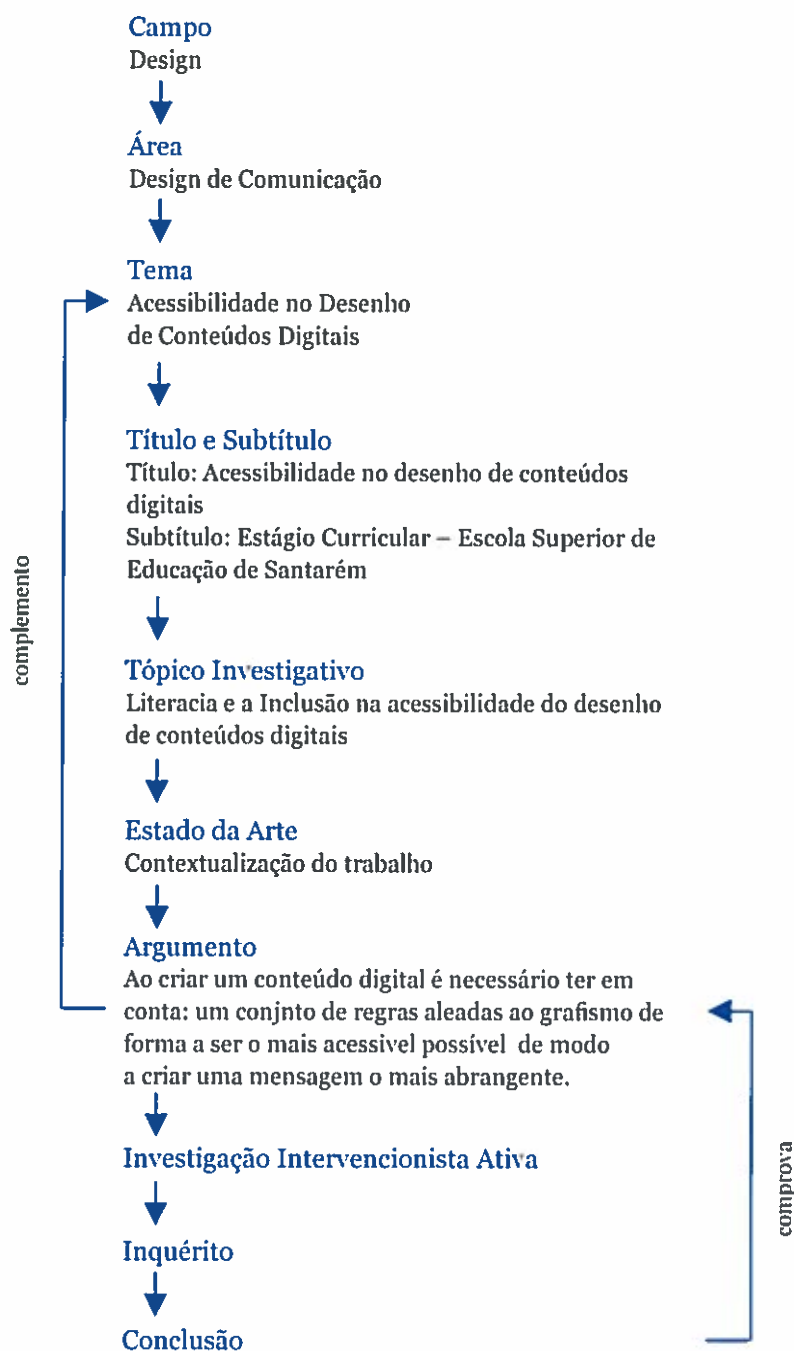 Campo
Design
Área
Design de Comunicação
Tema
Acessibilidade no Desenho
de Conteúdos Digitais
Título e Subtítulo
Título: Acessibilidade no desenho de conteúdos
digitais
Subtítulo: Estágio Curricular – Escola Superior de
Educação de Santarém
complemento
Tópico Investigativo
Literacia e a Inclusão na acessibilidade do desenho
de conteúdos digitais
Estado da Arte
Contextualização do trabalho
Argumento
Ao criar um conteúdo digital é necessário ter em
conta: um conjnto de regras aleadas ao grafismo de
forma a ser o mais acessivel possível de modo
a criar uma mensagem o mais abrangente.
Investigação Intervencionista Ativa
comprova
Inquérito
Conclusão